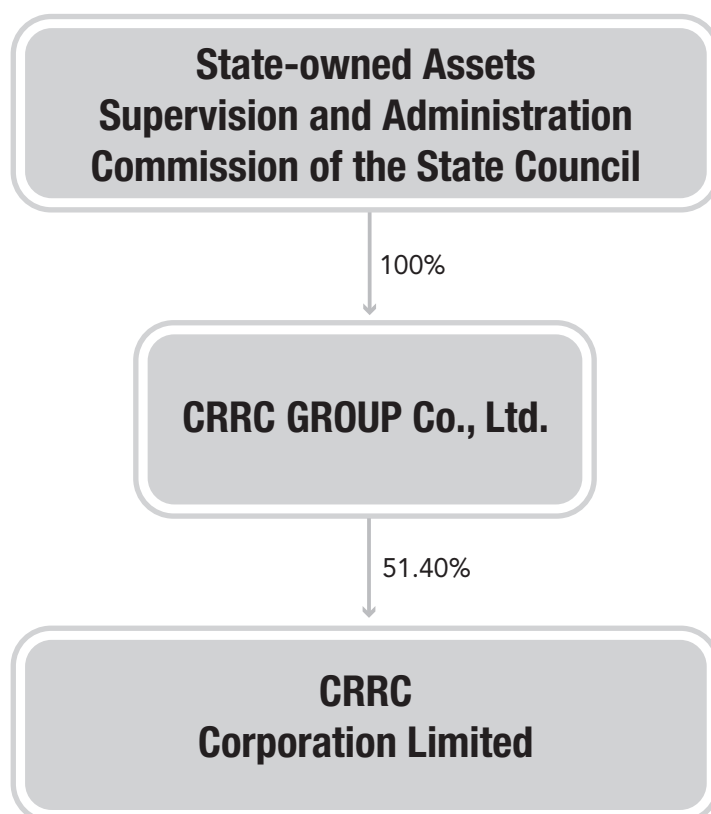 State-owned Assets
Supervision and Administration
Commission of the State Council
100%
CRRC GROUP Co., Ltd.
51.40%
CRRC
Corporation Limited